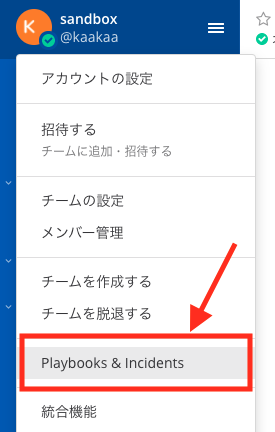 K
sandbox
@kaakaa
アカウントの設定
招待する
チームに追加・招待する
チームの設定
メンバー管理
チームを作成する
チームを脱退する
Playbooks & Incidents
統合機能